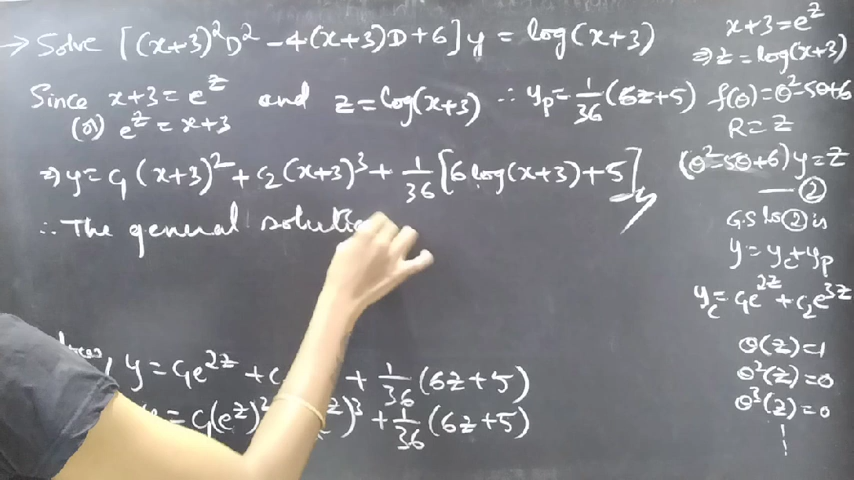 → Solve [(x+3)²D² - 4(x+3)D + 6] y = log(x+3)
Since x+3 = e^z and z = log(x+3) ∴ y_p = 1/36 (6z+5)
(or) e^z = x+3
⇒ y = c₁(x+3)² + c₂(x+3)³ + 1/36 [6 log(x+3) + 5]
∴ The general solution
y = c₁e^2z + + 1/36 (6z+5)
= c₁(e^z)² )³ + 1/36 (6z+5)
x+3 = e^z
⇒ z = log(x+3)
f(θ) = θ² - 5θ + 6
R = z
(θ² - 5θ + 6) y = z
— ②
G.S to ② is
y = y_c + y_p
y_c = c₁e^2z + c₂e^3z
θ(z) = 1
θ²(z) = 0
θ³(z) = 0